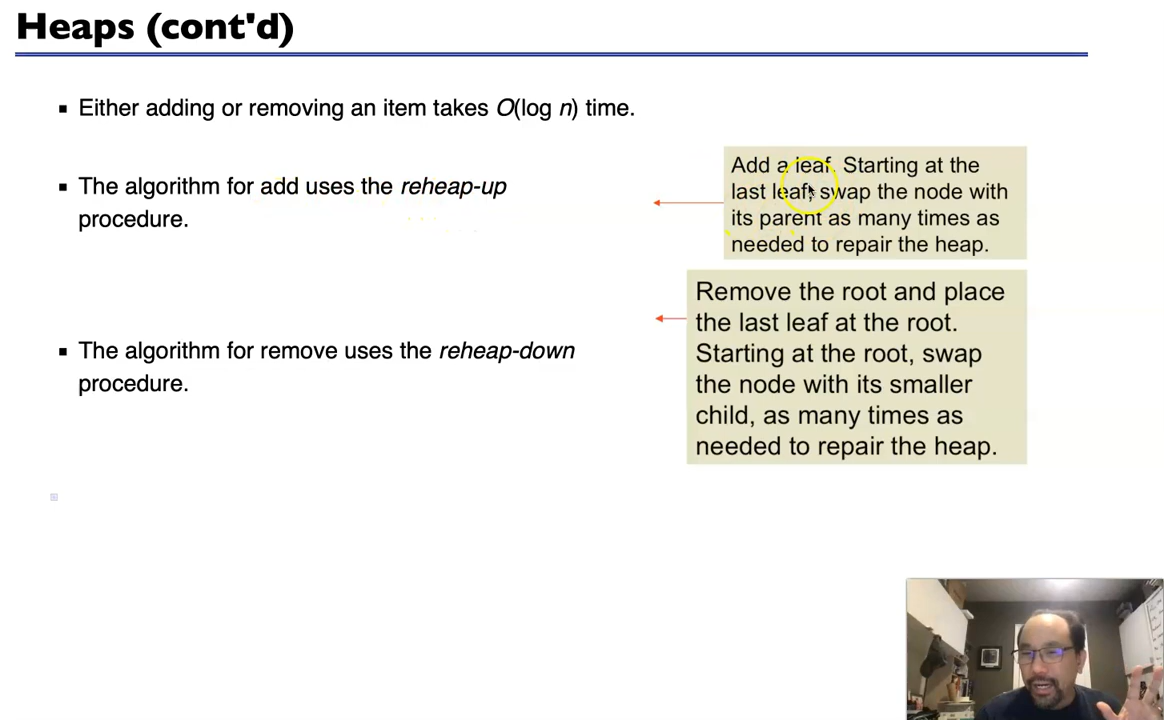 Heaps (cont'd)
▪ Either adding or removing an item takes O(log n) time.
▪ The algorithm for add uses the reheap-up
procedure.
Add a leaf. Starting at the
last leaf, swap the node with
its parent as many times as
needed to repair the heap.
▪ The algorithm for remove uses the reheap-down
procedure.
Remove the root and place
the last leaf at the root.
Starting at the root, swap
the node with its smaller
child, as many times as
needed to repair the heap.